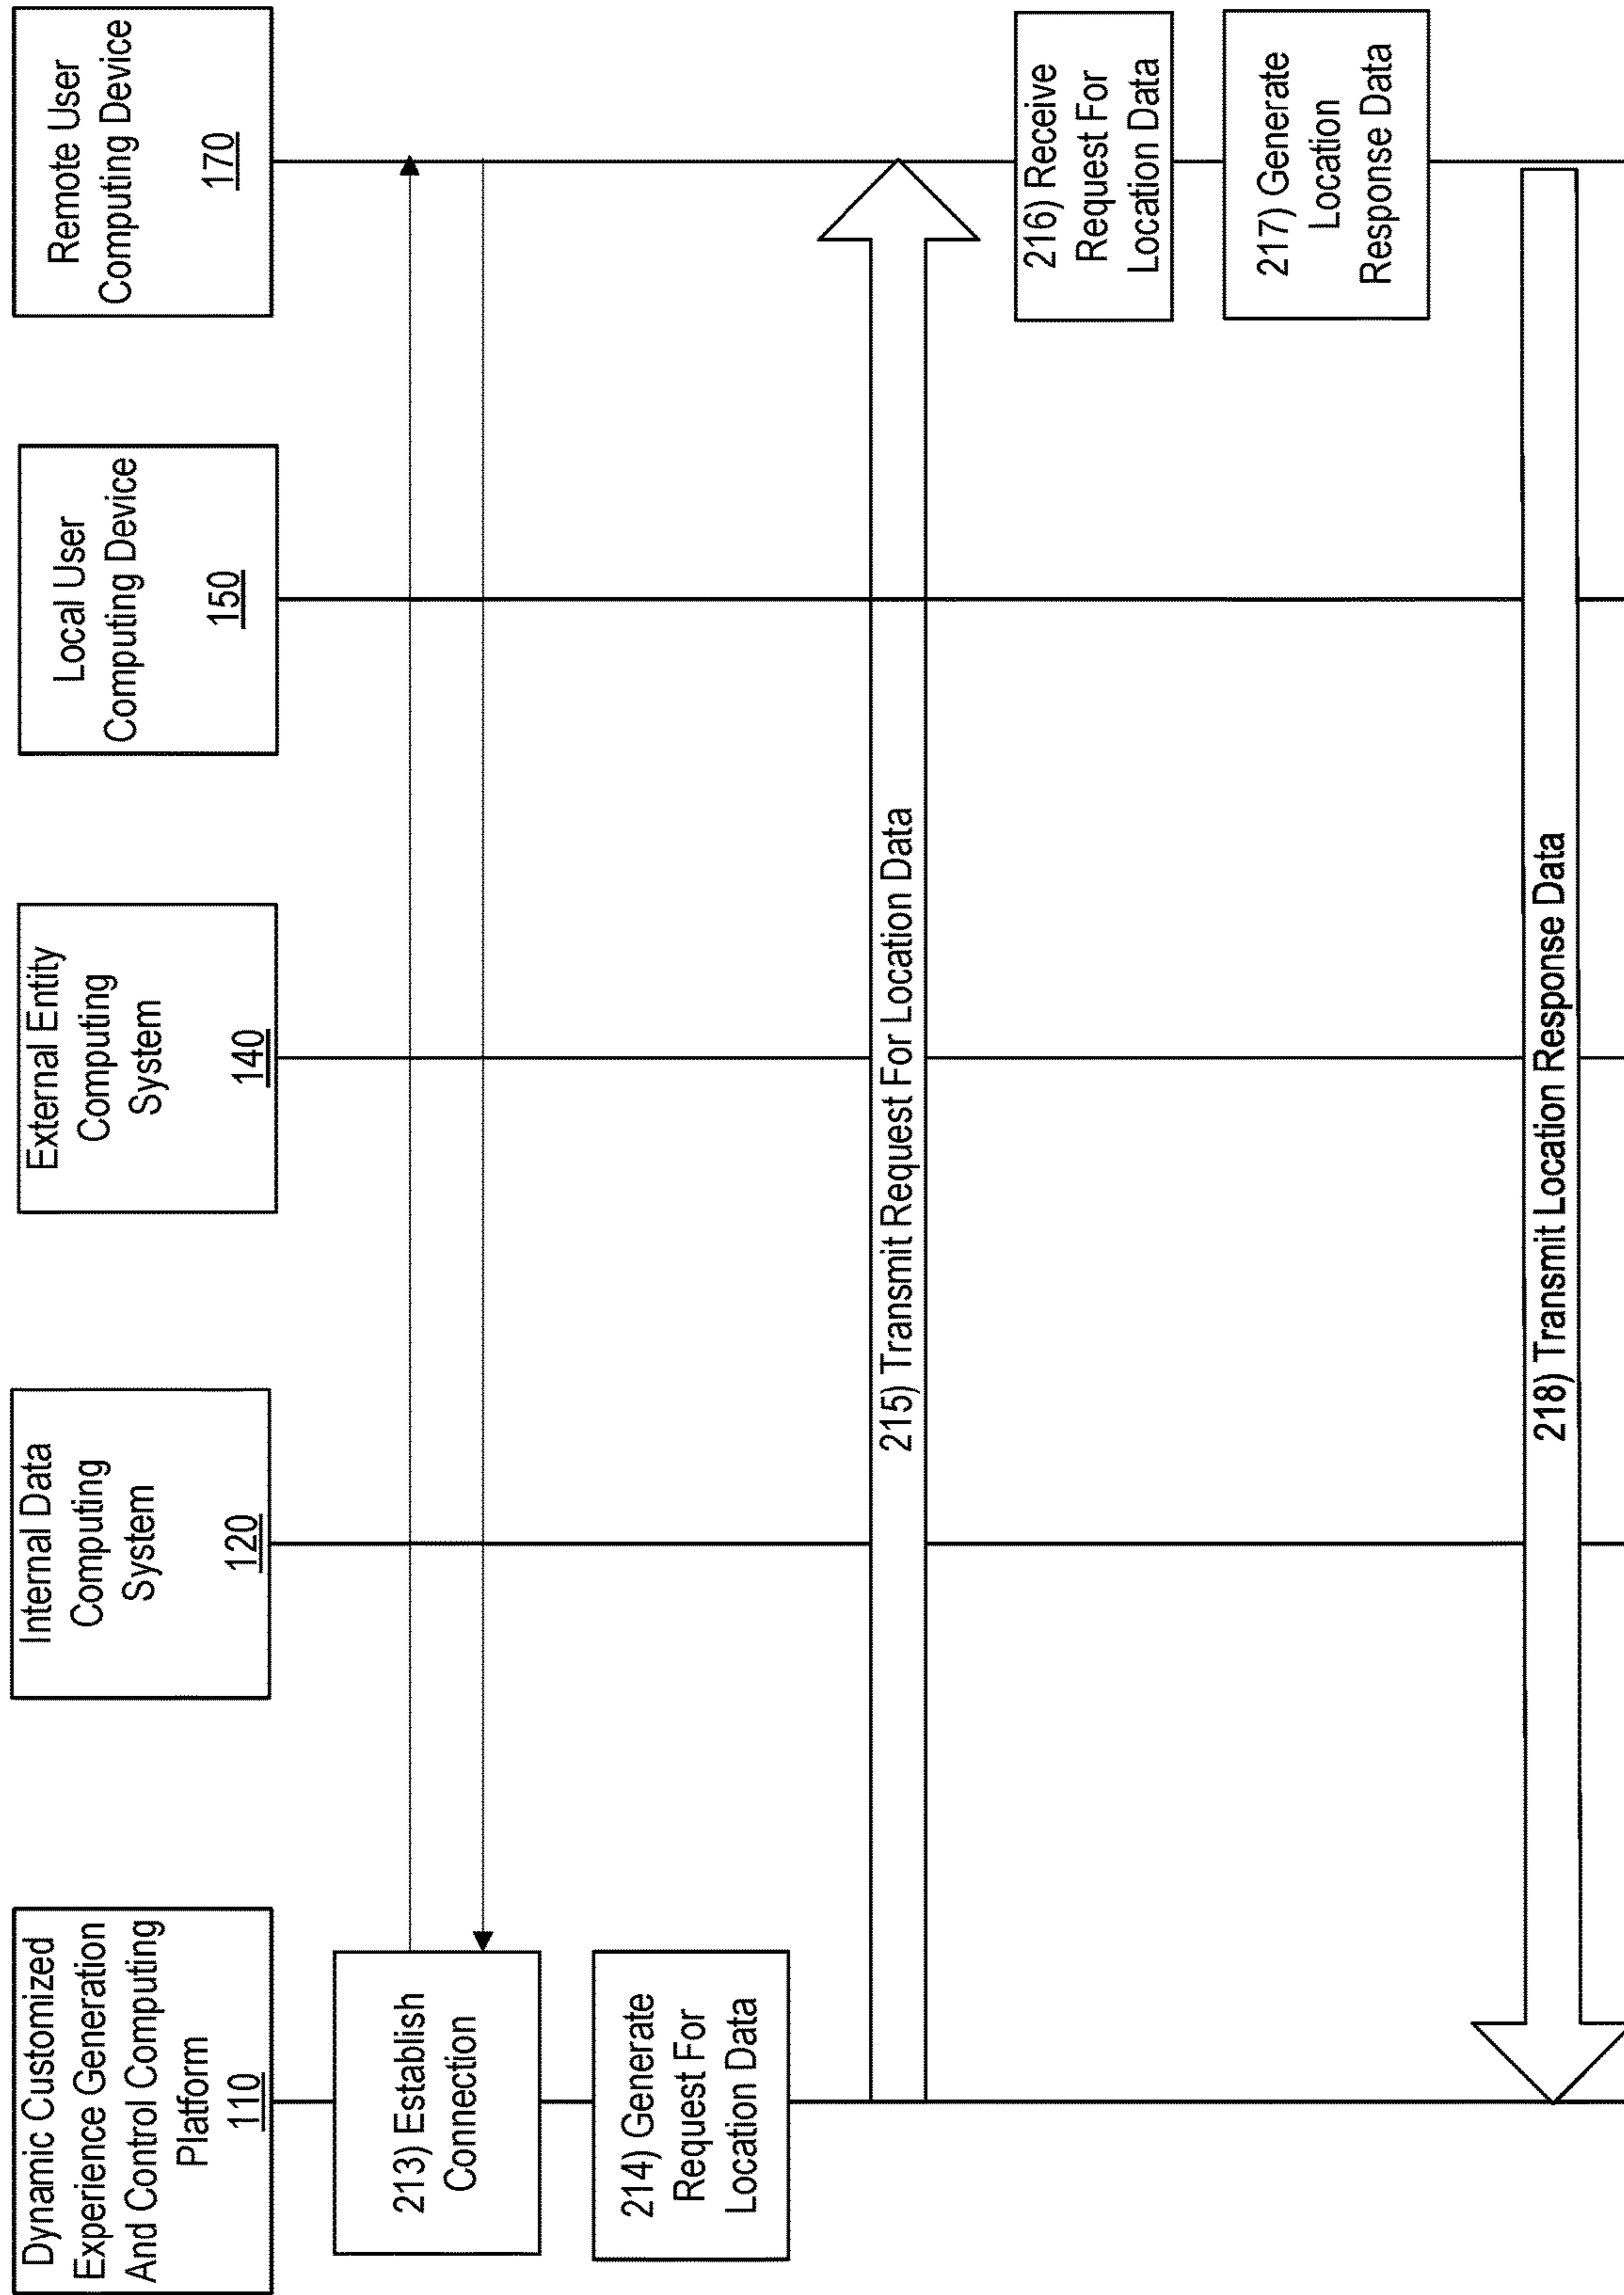 Dynamic Customized
Experience Generation
And Control Computing
Platform
110
Internal Data
Computing
System
120
External Entity
Computing
System
140
Local User
Computing Device
150
Remote User
Computing Device
170
213) Establish
Connection
214) Generate
Request For
Location Data
215) Transmit Request For Location Data
216) Receive
Request For
Location Data
217) Generate
Location
Response Data
218) Transmit Location Response Data